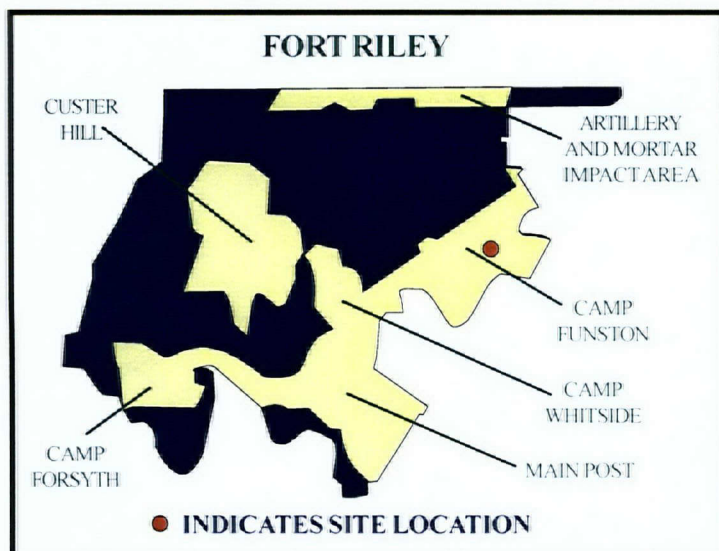 FORT RILEY
CUSTER
HILL
ARTILLERY
AND MORTAR
IMPACT AREA
CAMP
FUNSTON
CAMP
WHITSIDE
CAMP
FORSYTH
MAIN POST
INDICATES SITE LOCATION